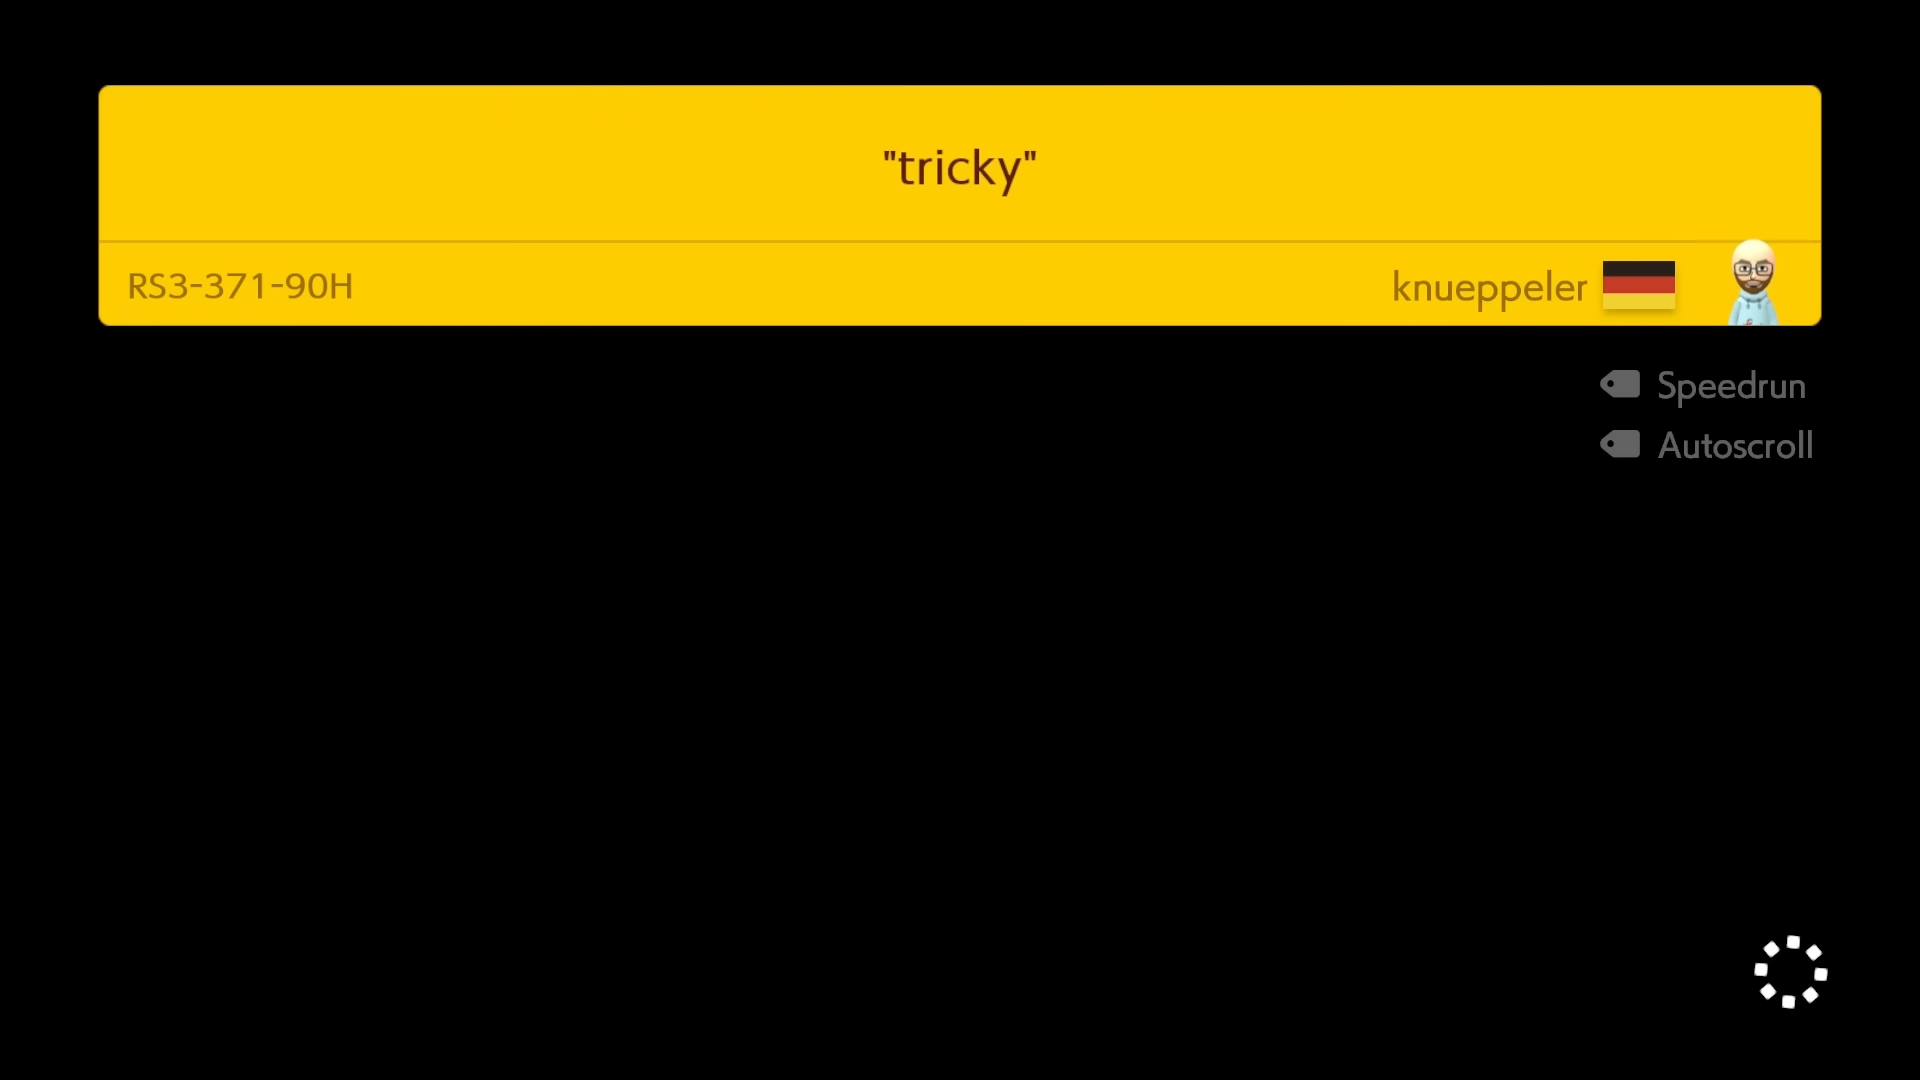 "tricky"
RS3-371-90H
knueppeler
Speedrun
Autoscroll